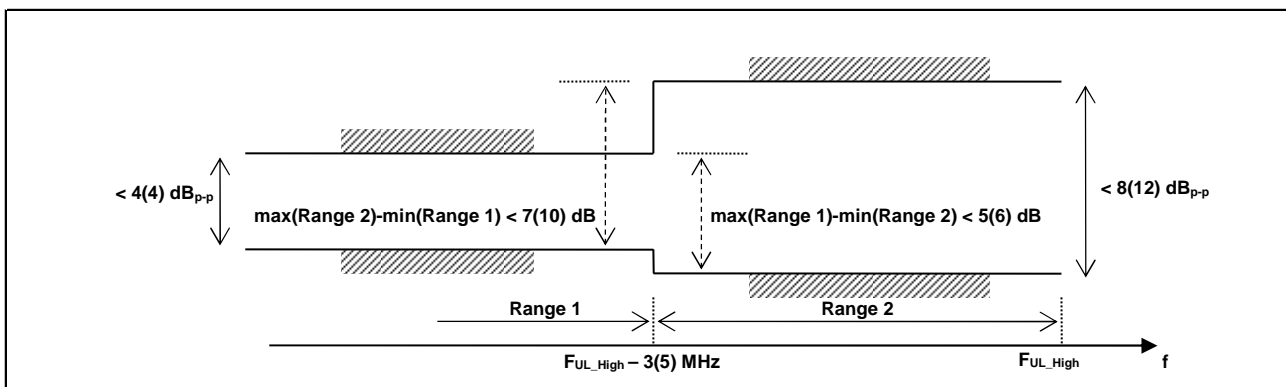 < 4(4) dBp-p
max(Range 2)-min(Range 1) < 7(10) dB
max(Range 1)-min(Range 2) < 5(6) dB
< 8(12) dBp-p
Range 1
Range 2
FUL_High – 3(5) MHz
FUL_High
f